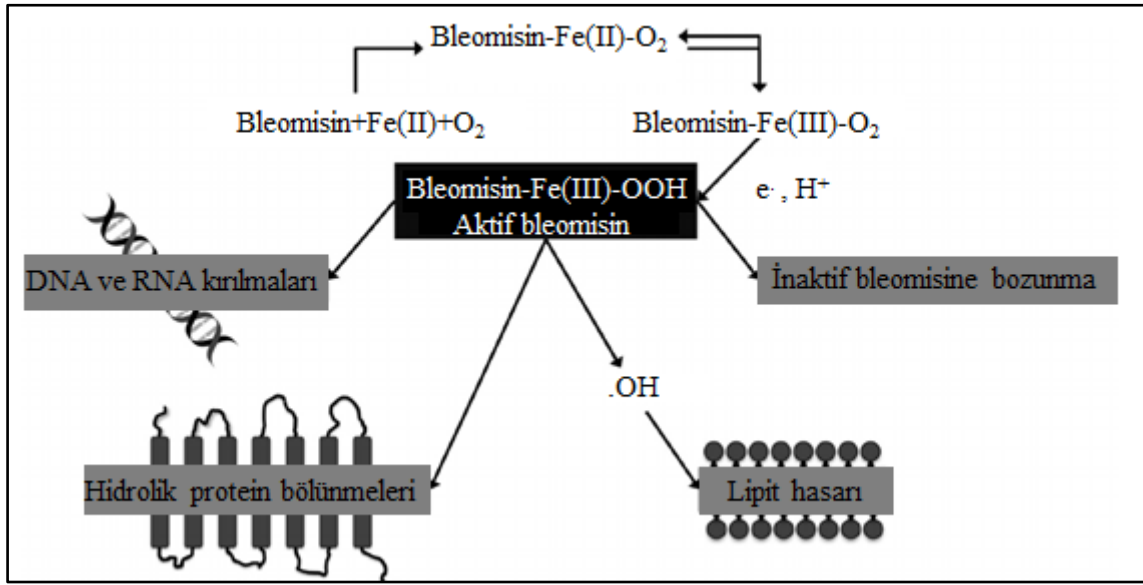 Bleomisin-Fe(II)-O₂
Bleomisin+Fe(II)+O₂
Bleomisin-Fe(III)-O₂
Bleomisin-Fe(III)-OOH
Aktif bleomisin
e· , H⁺
DNA ve RNA kırılmaları
İnaktif bleomisine bozunma
.OH
Hidrolik protein bölünmeleri
Lipit hasarı